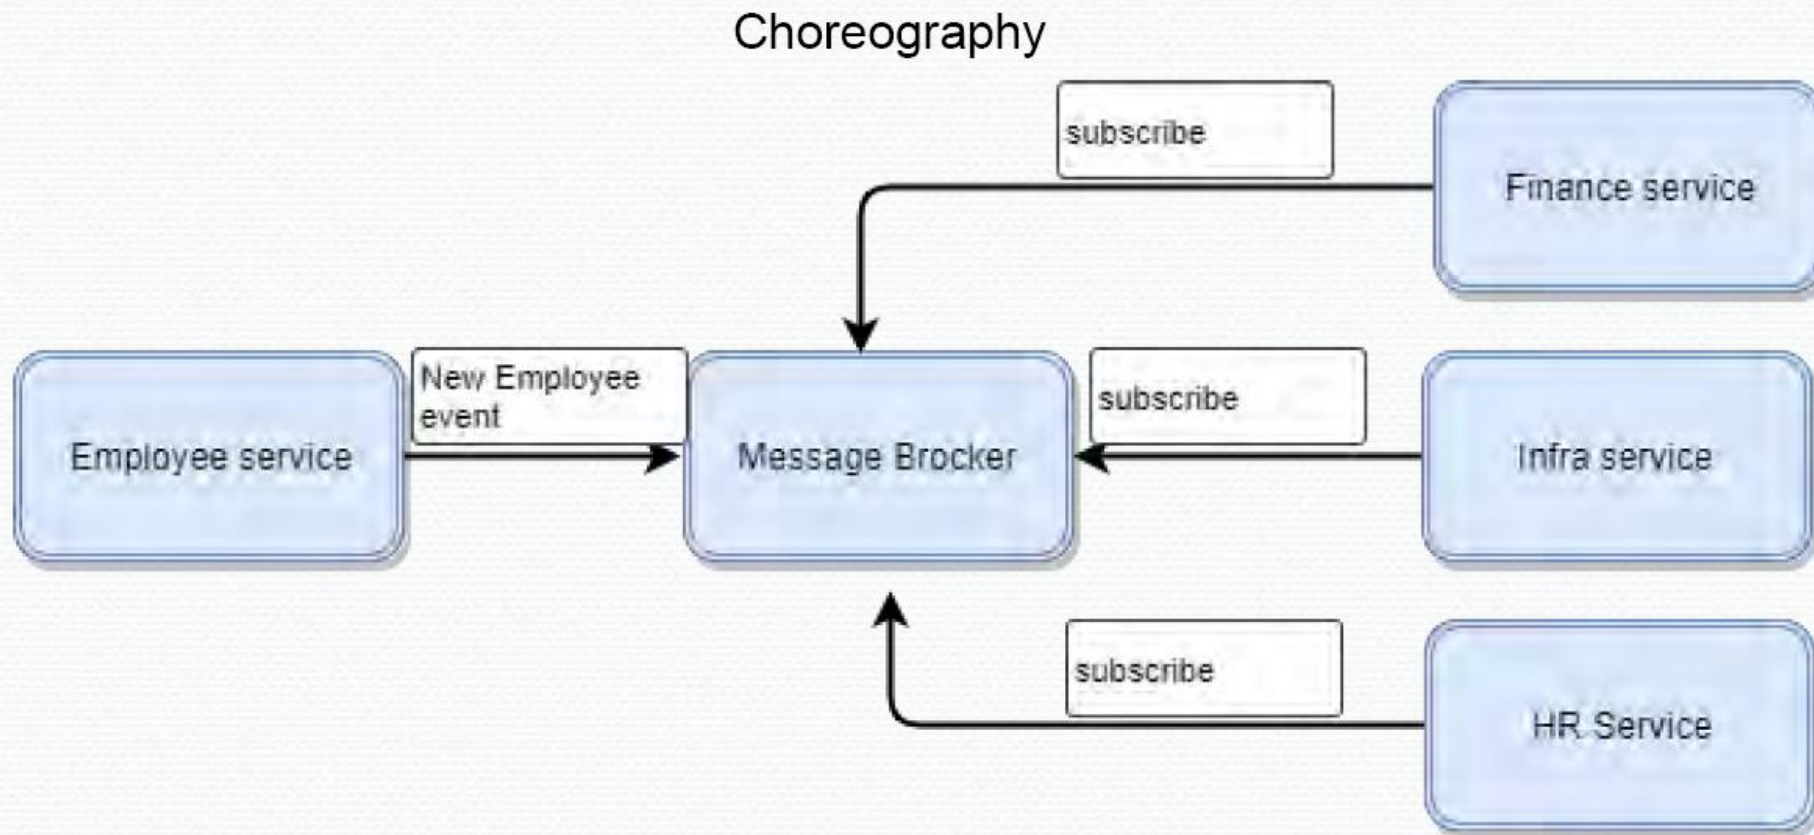 Choreography
subscribe
Finance service
New Employee
event
subscribe
Employee service
Message Brocker
Infra service
subscribe
HR Service